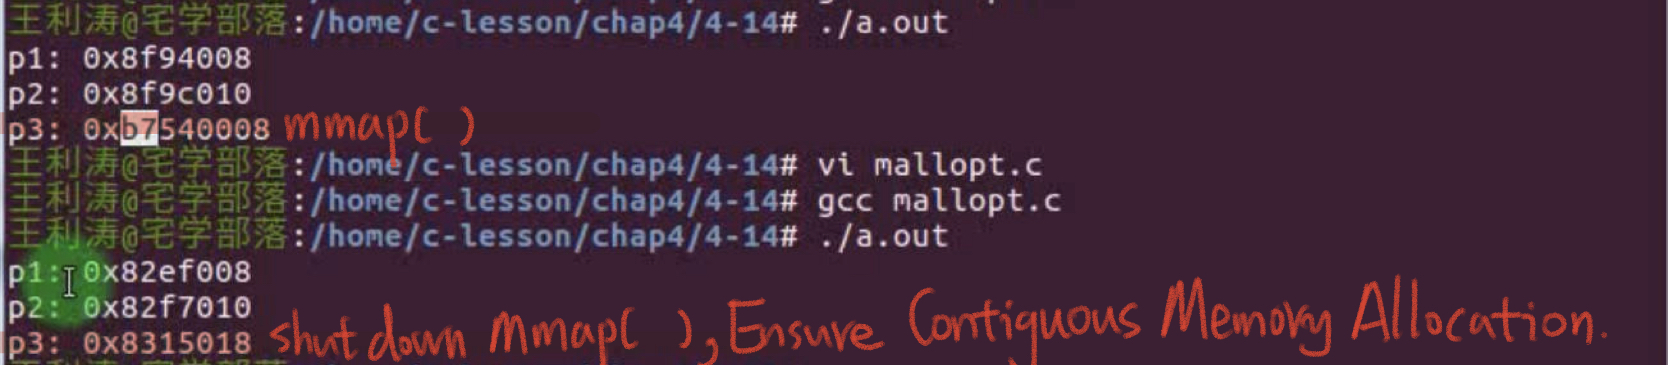 王利涛@宅学部落:/home/c-lesson/chap4/4-14# ./a.out
p1: 0x8f94008
p2: 0x8f9c010
p3: 0xb7540008 mmap( )
王利涛@宅学部落:/home/c-lesson/chap4/4-14# vi mallopt.c
王利涛@宅学部落:/home/c-lesson/chap4/4-14# gcc mallopt.c
王利涛@宅学部落:/home/c-lesson/chap4/4-14# ./a.out
p1: 0x82ef008
p2: 0x82f7010
p3: 0x8315018 shut down Mmap( ), Ensure Contiguous Memory Allocation.